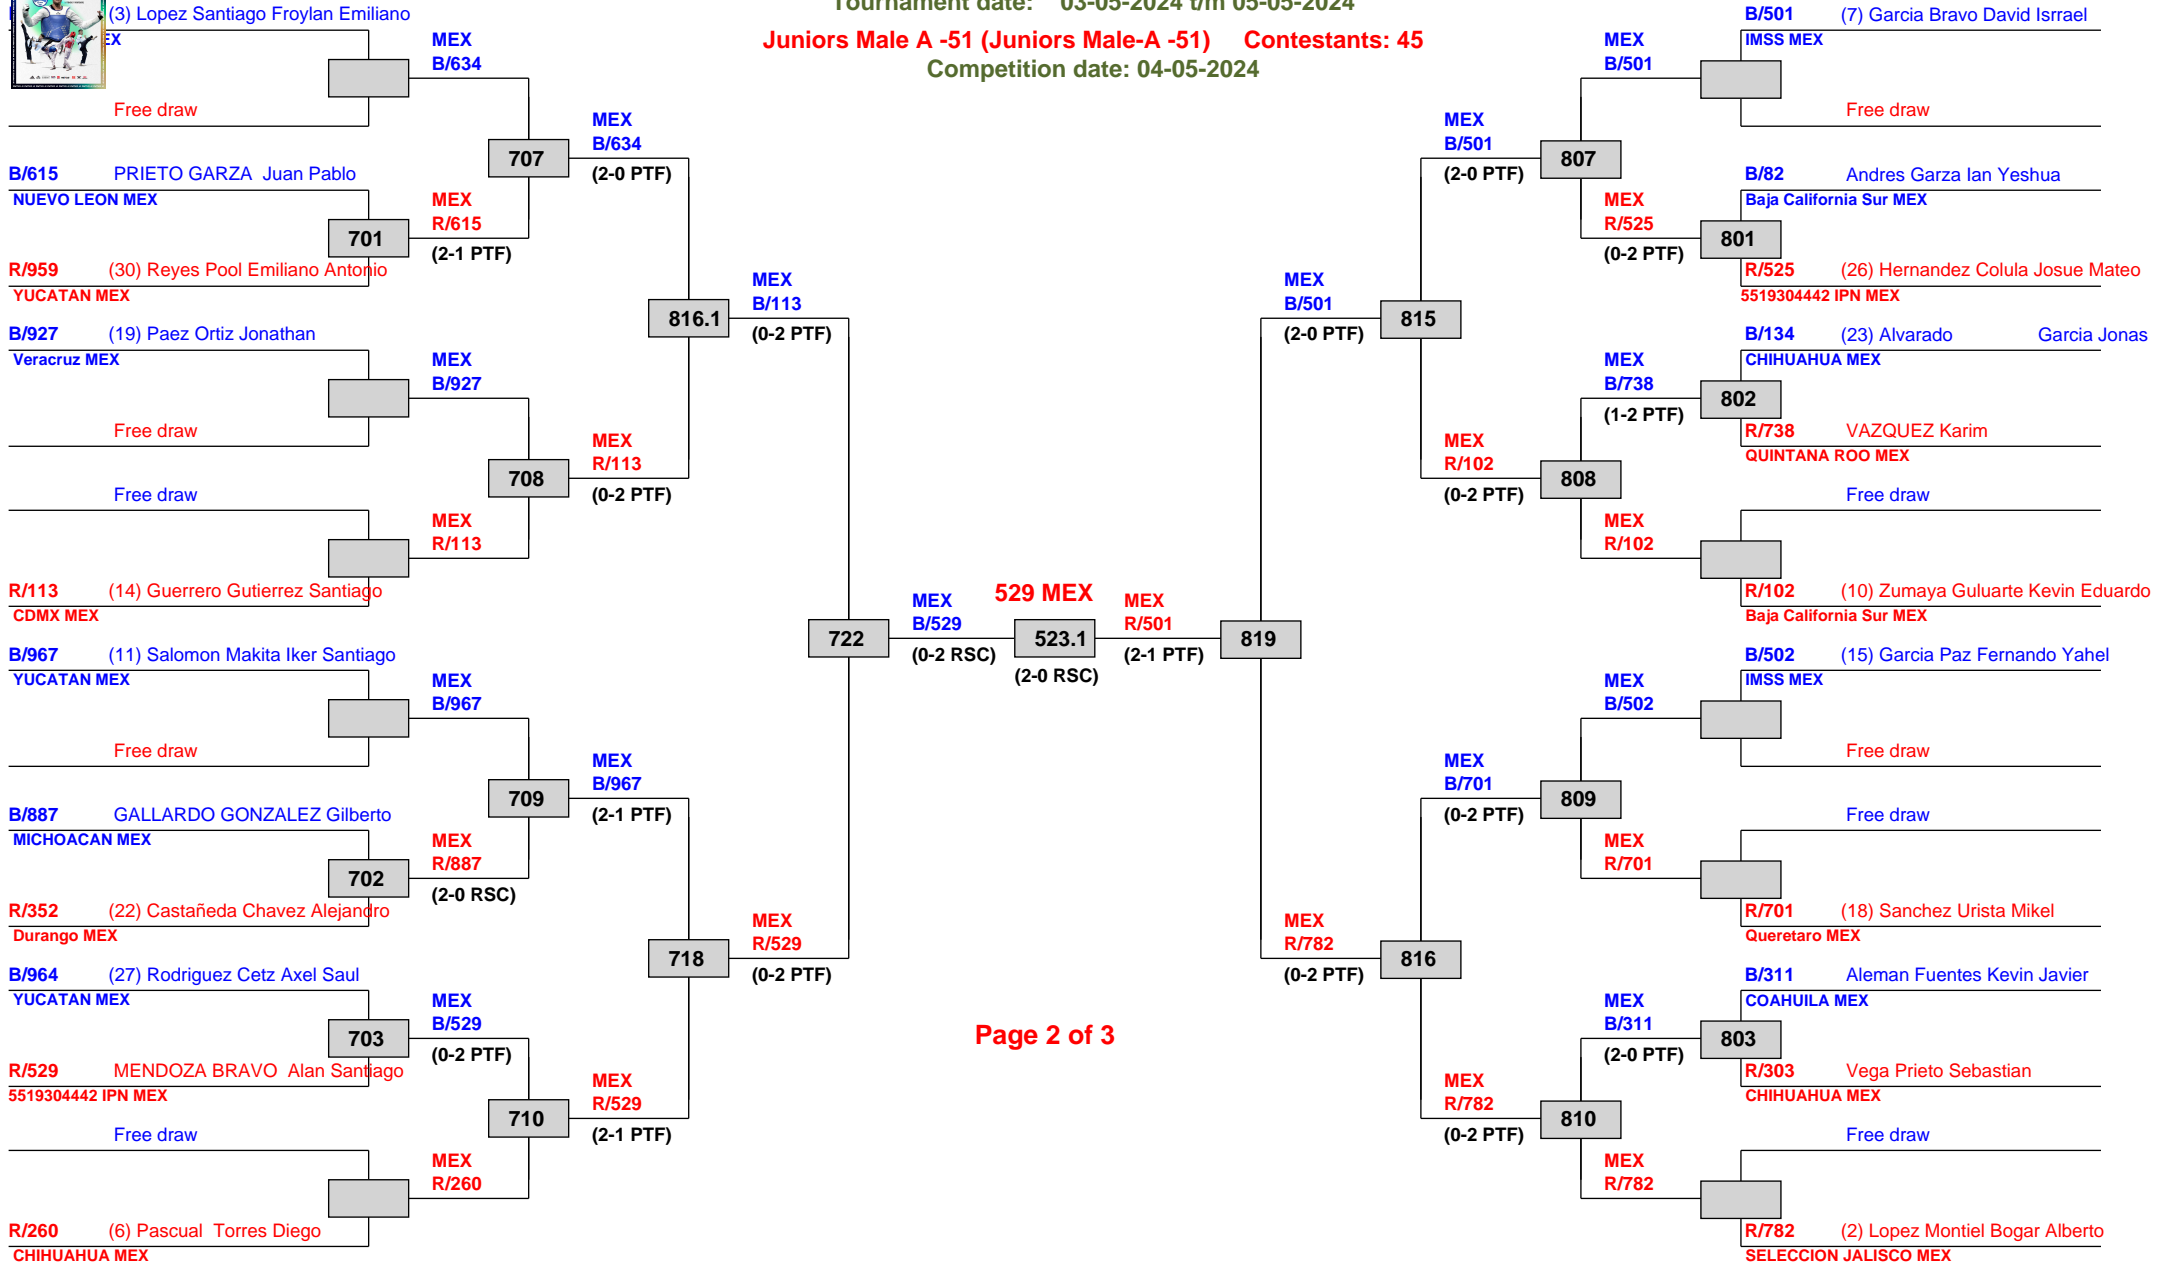 Tournament date: 03-05-2024 t/m 05-05-2024
Juniors Male A -51 (Juniors Male-A -51) Contestants: 45
Competition date: 04-05-2024
(3) Lopez Santiago Froylan Emiliano
EX
MEX
B/634
Free draw
MEX
B/634
(2-0 PTF)
707
B/615 PRIETO GARZA Juan Pablo
NUEVO LEON MEX
MEX
R/615
(2-1 PTF)
701
R/959 (30) Reyes Pool Emiliano Antonio
YUCATAN MEX
MEX
B/113
(0-2 PTF)
816.1
B/927 (19) Paez Ortiz Jonathan
Veracruz MEX
MEX
B/927
Free draw
MEX
R/113
(0-2 PTF)
708
Free draw
MEX
R/113
R/113 (14) Guerrero Gutierrez Santiago
CDMX MEX
722
MEX
B/529
(0-2 RSC)
529 MEX
523.1
(2-0 RSC)
MEX
R/501
(2-1 PTF)
819
B/967 (11) Salomon Makita Iker Santiago
YUCATAN MEX
MEX
B/967
Free draw
709
MEX
B/967
(2-1 PTF)
B/887 GALLARDO GONZALEZ Gilberto
MICHOACAN MEX
MEX
R/887
(2-0 RSC)
702
R/352 (22) Castañeda Chavez Alejandro
Durango MEX
718
MEX
R/529
(0-2 PTF)
B/964 (27) Rodriguez Cetz Axel Saul
YUCATAN MEX
703
MEX
B/529
(0-2 PTF)
R/529 MENDOZA BRAVO Alan Santiago
5519304442 IPN MEX
710
MEX
R/529
(2-1 PTF)
Free draw
MEX
R/260
R/260 (6) Pascual Torres Diego
CHIHUAHUA MEX
Page 2 of 3
B/501 (7) Garcia Bravo David Isrrael
IMSS MEX
MEX
B/501
Free draw
MEX
B/501
(2-0 PTF)
807
B/82 Andres Garza Ian Yeshua
Baja California Sur MEX
MEX
R/525
(0-2 PTF)
801
R/525 (26) Hernandez Colula Josue Mateo
5519304442 IPN MEX
MEX
B/501
(2-0 PTF)
815
B/134 (23) Alvarado Garcia Jonas
CHIHUAHUA MEX
MEX
B/738
(1-2 PTF)
802
R/738 VAZQUEZ Karim
QUINTANA ROO MEX
MEX
R/102
(0-2 PTF)
808
Free draw
MEX
R/102
R/102 (10) Zumaya Guluarte Kevin Eduardo
Baja California Sur MEX
B/502 (15) Garcia Paz Fernando Yahel
IMSS MEX
MEX
B/502
Free draw
MEX
B/701
(0-2 PTF)
809
Free draw
MEX
R/701
R/701 (18) Sanchez Urista Mikel
Queretaro MEX
MEX
R/782
(0-2 PTF)
816
B/311 Aleman Fuentes Kevin Javier
COAHUILA MEX
MEX
B/311
(2-0 PTF)
803
R/303 Vega Prieto Sebastian
CHIHUAHUA MEX
MEX
R/782
(0-2 PTF)
810
Free draw
MEX
R/782
R/782 (2) Lopez Montiel Bogar Alberto
SELECCION JALISCO MEX